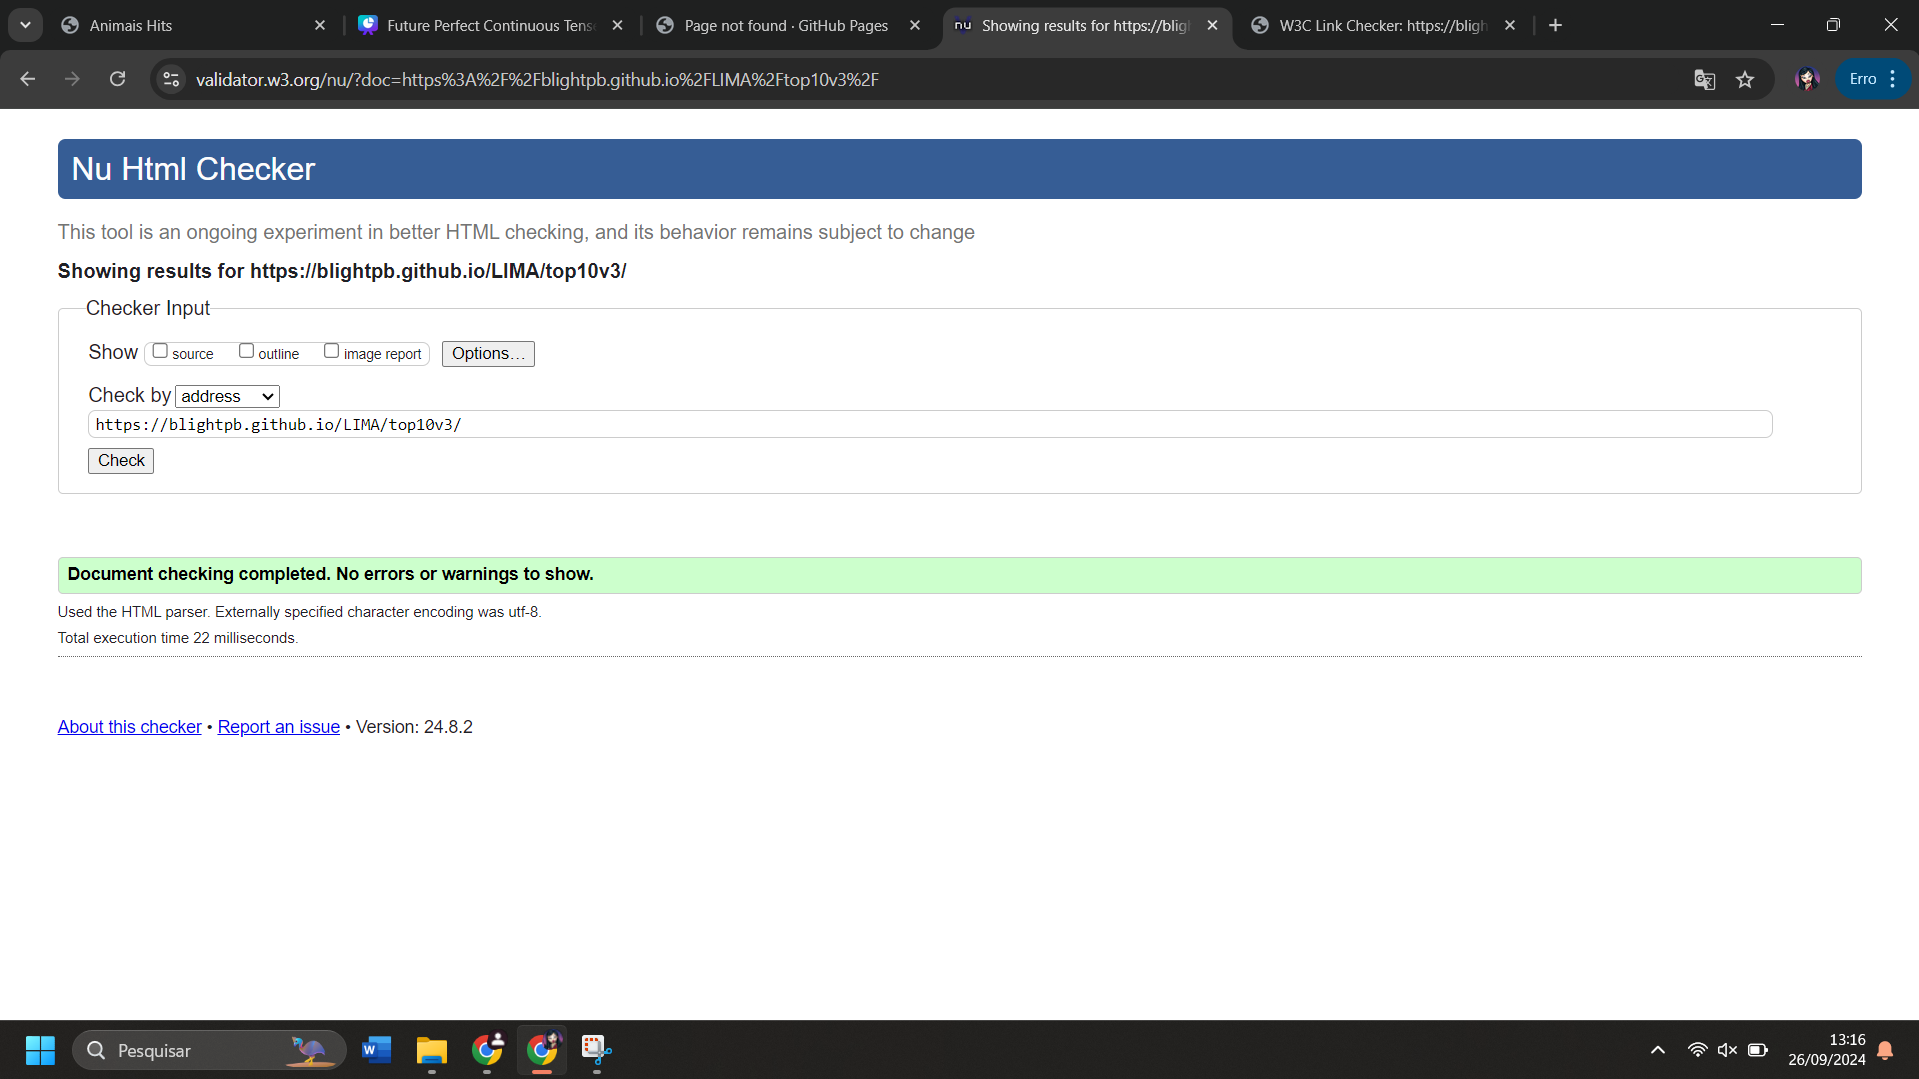 Animais Hits
Future Perfect Continuous Tens
Page not found · GitHub Pages
nu Showing results for https://blig
W3C Link Checker: https://bligh
validator.w3.org/nu/?doc=https%3A%2F%2Fblightpb.github.io%2FLIMA%2Ftop10v3%2F
Erro
Nu Html Checker
This tool is an ongoing experiment in better HTML checking, and its behavior remains subject to change
Showing results for https://blightpb.github.io/LIMA/top10v3/
Checker Input
Show source outline image report Options...
Check by address
https://blightpb.github.io/LIMA/top10v3/
Check
Document checking completed. No errors or warnings to show.
Used the HTML parser. Externally specified character encoding was utf-8.
Total execution time 22 milliseconds.
About this checker • Report an issue • Version: 24.8.2
Pesquisar
W
13:16
26/09/2024